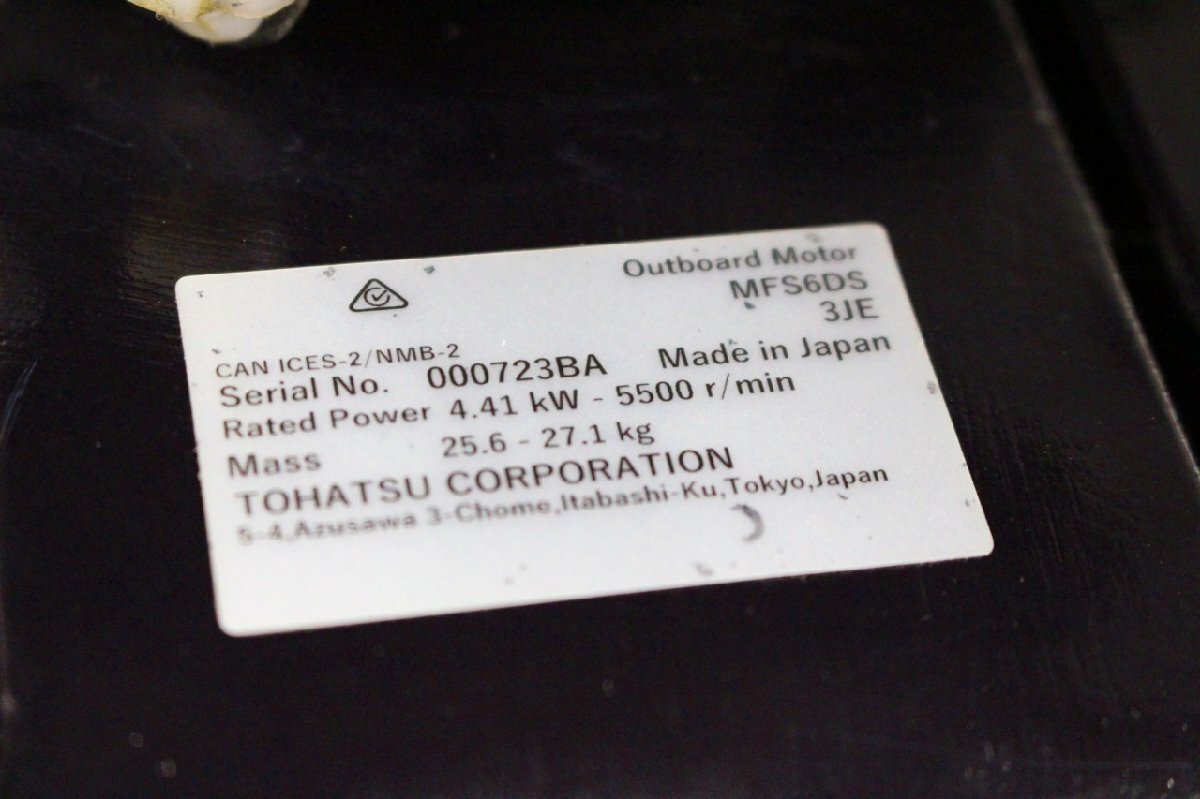 Outboard Motor
MFS6DS
3JE
CAN ICES-2/NMB-2
Serial No. 000723BA Made in Japan
Rated Power 4.41 kW - 5500 r/min
Mass 25.6 - 27.1 kg
TOHATSU CORPORATION
5-4,Azusawa 3-Chome,Itabashi-Ku,Tokyo,Japan